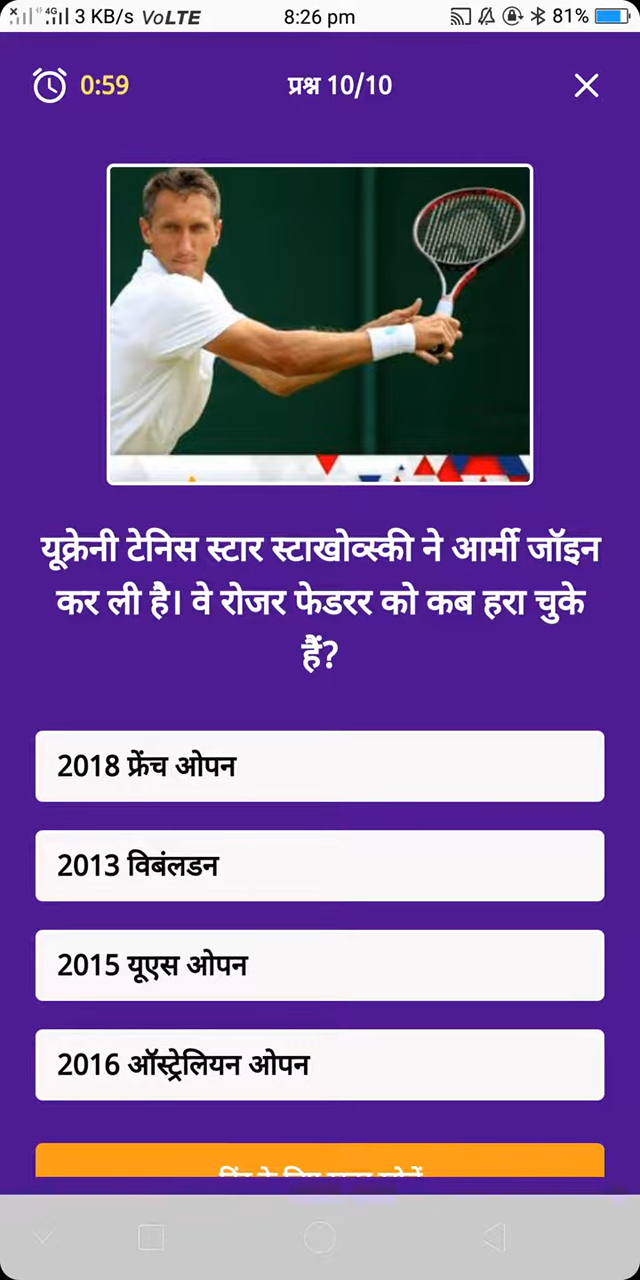 4G 3 KB/s VoLTE 8:26 pm 81%
0:59 प्रश्न 10/10
यूक्रेनी टेनिस स्टार स्टाखोव्स्की ने आर्मी जॉइन
कर ली है। वे रोजर फेडरर को कब हरा चुके
हैं?
2018 फ्रेंच ओपन
2013 विबंलडन
2015 यूएस ओपन
2016 ऑस्ट्रेलियन ओपन